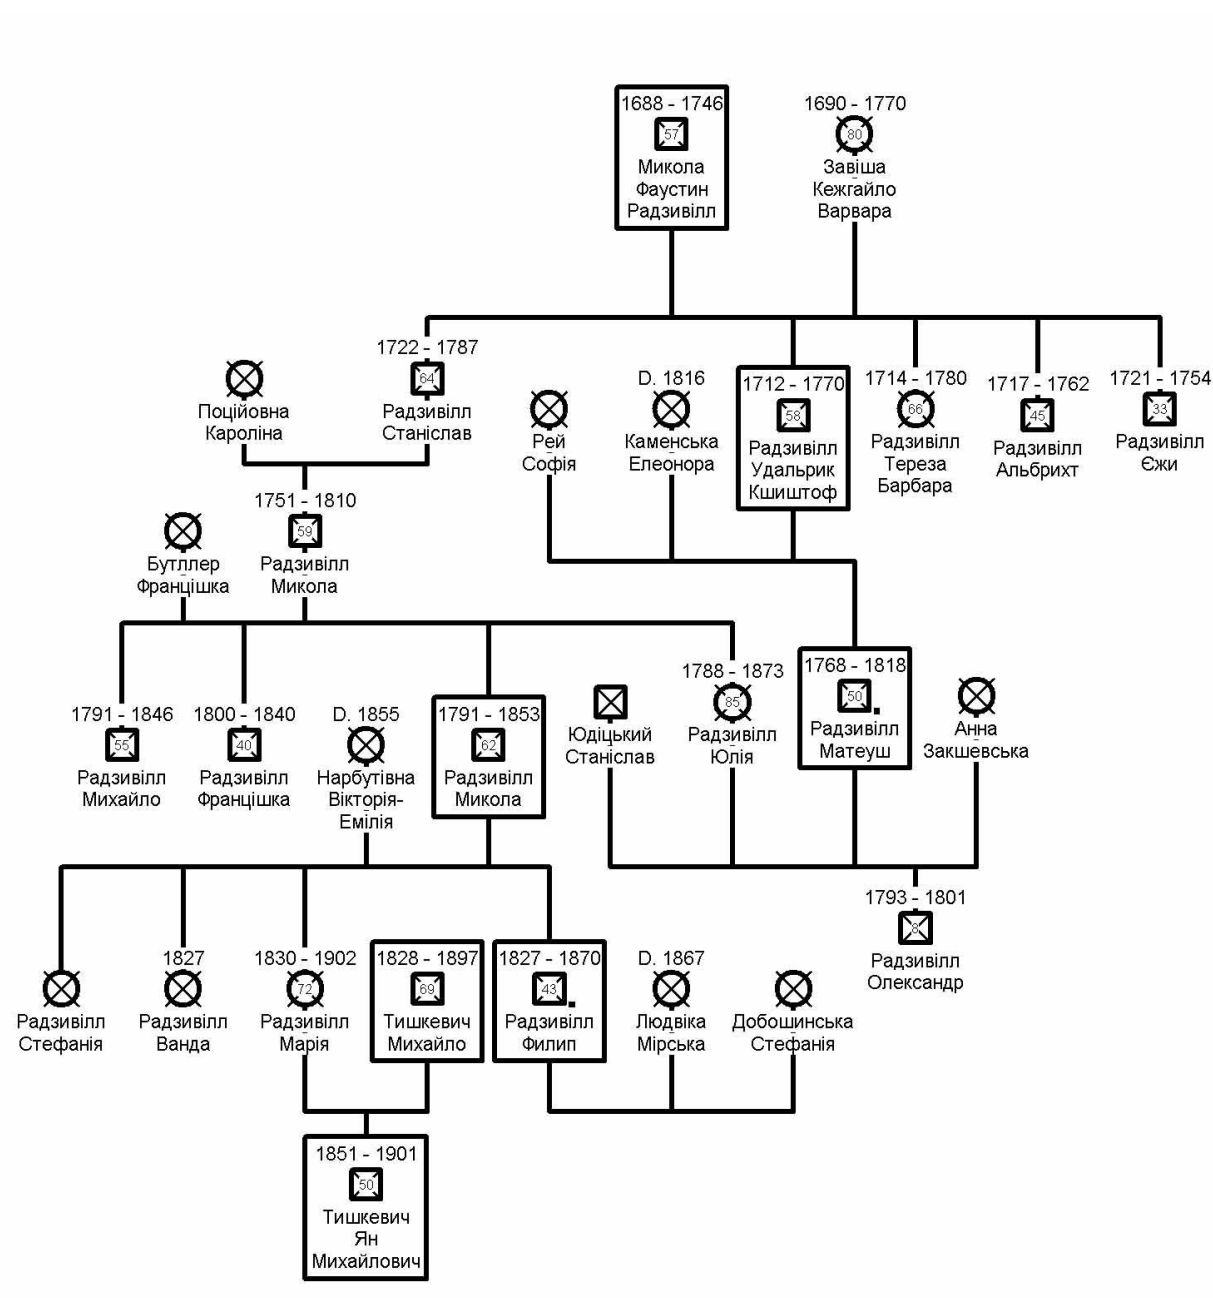 1688 - 1746
57
Микола
Фаустин
Радзивілл
1690 - 1770
80
Завіша
Кежгайло
Варвара
Поційовна
Кароліна
1722 - 1787
64
Радзивілл
Станіслав
Рей
Софія
D. 1816
Каменська
Елеонора
1712 - 1770
58
Радзивілл
Удальрик
Кшиштоф
1714 - 1780
66
Радзивілл
Тереза
Барбара
1717 - 1762
45
Радзивілл
Альбрихт
1721 - 1754
33
Радзивілл
Єжи
Бутллер
Францішка
1751 - 1810
59
Радзивілл
Микола
1791 - 1846
55
Радзивілл
Михайло
1800 - 1840
40
Радзивілл
Францішка
D. 1855
Нарбутівна
Вікторія-
Емілія
1791 - 1853
62
Радзивілл
Микола
Юдіцький
Станіслав
1788 - 1873
85
Радзивілл
Юлія
1768 - 1818
50
Радзивілл
Матеуш
Анна
Закшевська
1793 - 1801
8
Радзивілл
Олександр
Радзивілл
Стефанія
1827
Радзивілл
Ванда
1830 - 1902
72
Радзивілл
Марія
1828 - 1897
69
Тишкевич
Михайло
1827 - 1870
43
Радзивілл
Филип
D. 1867
Людвіка
Мірська
Добошинська
Стефанія
1851 - 1901
50
Тишкевич
Ян
Михайлович